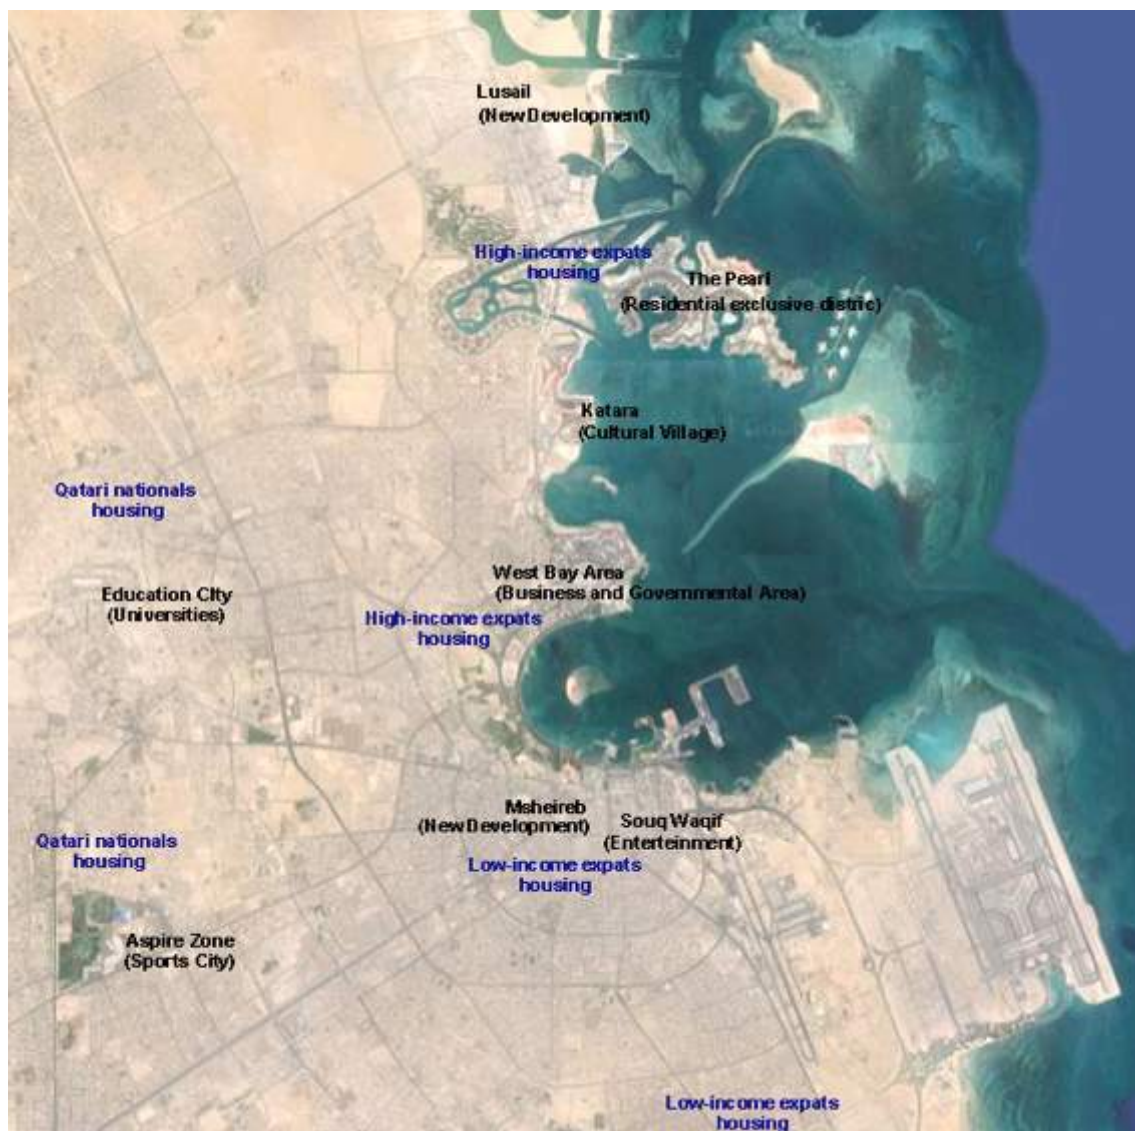 Lusail
(New Development)
High-income expats
housing
The Pearl
(Residential exclusive distric)
Katara
(Cultural Village)
Qatari nationals
housing
West Bay Area
(Business and Governmental Area)
Education CIty
(Universities)
High-income expats
housing
Msheireb
(New Development)
Souq Waqif
(Enterteinment)
Qatari nationals
housing
Low-income expats
housing
Aspire Zone
(Sports City)
Low-income expats
housing